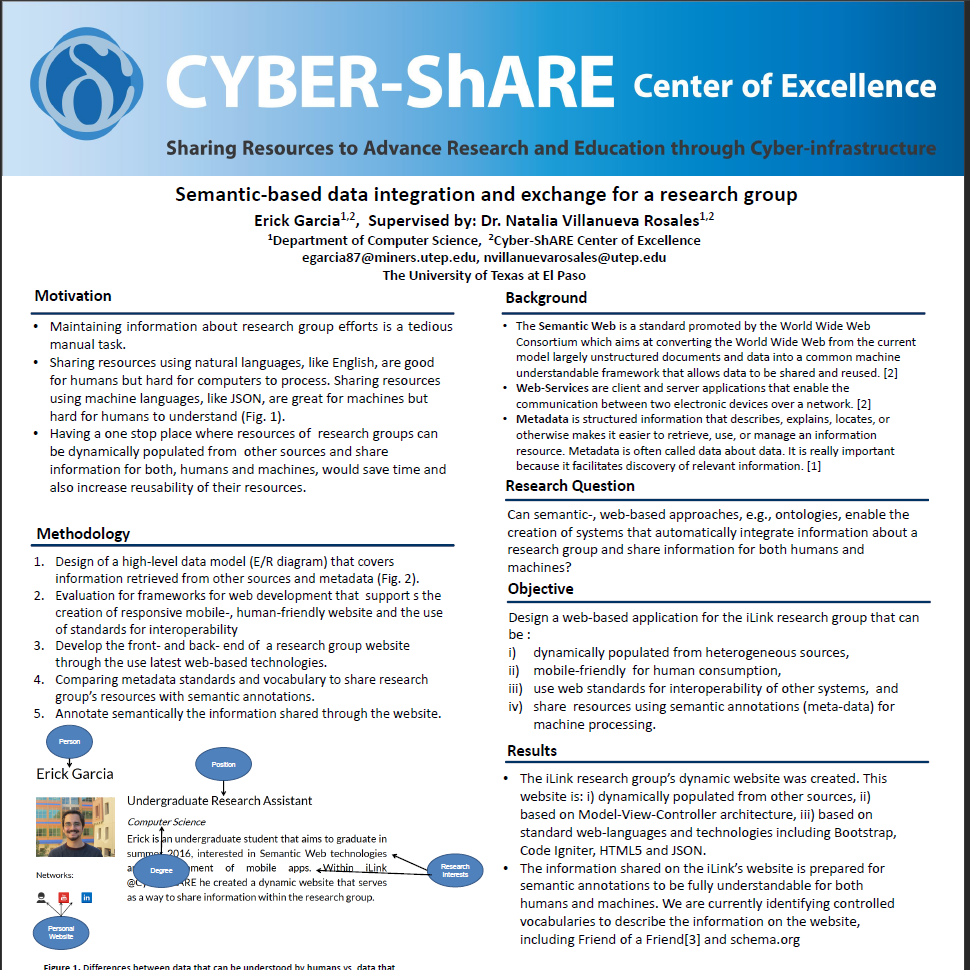 CYBER-ShARE Center of Excellence
Sharing Resources to Advance Research and Education through Cyber-infrastructure
Semantic-based data integration and exchange for a research group
Erick Garcia1,2, Supervised by: Dr. Natalia Villanueva Rosales1,2
1Department of Computer Science, 2Cyber-ShARE Center of Excellence
egarcia87@miners.utep.edu, nvillanuevarosales@utep.edu
The University of Texas at El Paso
Motivation
• Maintaining information about research group efforts is a tedious
manual task.
• Sharing resources using natural languages, like English, are good
for humans but hard for computers to process. Sharing resources
using machine languages, like JSON, are great for machines but
hard for humans to understand (Fig. 1).
• Having a one stop place where resources of research groups can
be dynamically populated from other sources and share
information for both, humans and machines, would save time and
also increase reusability of their resources.
Methodology
1. Design of a high-level data model (E/R diagram) that covers
information retrieved from other sources and metadata (Fig. 2).
2. Evaluation for frameworks for web development that support s the
creation of responsive mobile-, human-friendly website and the use
of standards for interoperability
3. Develop the front- and back- end of a research group website
through the use latest web-based technologies.
4. Comparing metadata standards and vocabulary to share research
group's resources with semantic annotations.
5. Annotate semantically the information shared through the website.
Person
Position
Erick Garcia
Undergraduate Research Assistant
Computer Science
Erick is an undergraduate student that aims to graduate in
summer 2016, interested in Semantic Web technologies
ment of mobile apps. Within iLink
he created a dynamic website that serves
as a way to share information within the research group.
Degree
Research
Interests
Networks:
in
Personal
Website
Figure 1. Differences between data that can be understood by humans vs. data that
Background
• The Semantic Web is a standard promoted by the World Wide Web
Consortium which aims at converting the World Wide Web from the current
model largely unstructured documents and data into a common machine
understandable framework that allows data to be shared and reused. [2]
• Web-Services are client and server applications that enable the
communication between two electronic devices over a network. [2]
• Metadata is structured information that describes, explains, locates, or
otherwise makes it easier to retrieve, use, or manage an information
resource. Metadata is often called data about data. It is really important
because it facilitates discovery of relevant information. [1]
Research Question
Can semantic-, web-based approaches, e.g., ontologies, enable the
creation of systems that automatically integrate information about a
research group and share information for both humans and
machines?
Objective
Design a web-based application for the iLink research group that can
be :
i) dynamically populated from heterogeneous sources,
ii) mobile-friendly for human consumption,
iii) use web standards for interoperability of other systems, and
iv) share resources using semantic annotations (meta-data) for
machine processing.
Results
• The iLink research group's dynamic website was created. This
website is: i) dynamically populated from other sources, ii)
based on Model-View-Controller architecture, iii) based on
standard web-languages and technologies including Bootstrap,
Code Igniter, HTML5 and JSON.
• The information shared on the iLink's website is prepared for
semantic annotations to be fully understandable for both
humans and machines. We are currently identifying controlled
vocabularies to describe the information on the website,
including Friend of a Friend[3] and schema.org